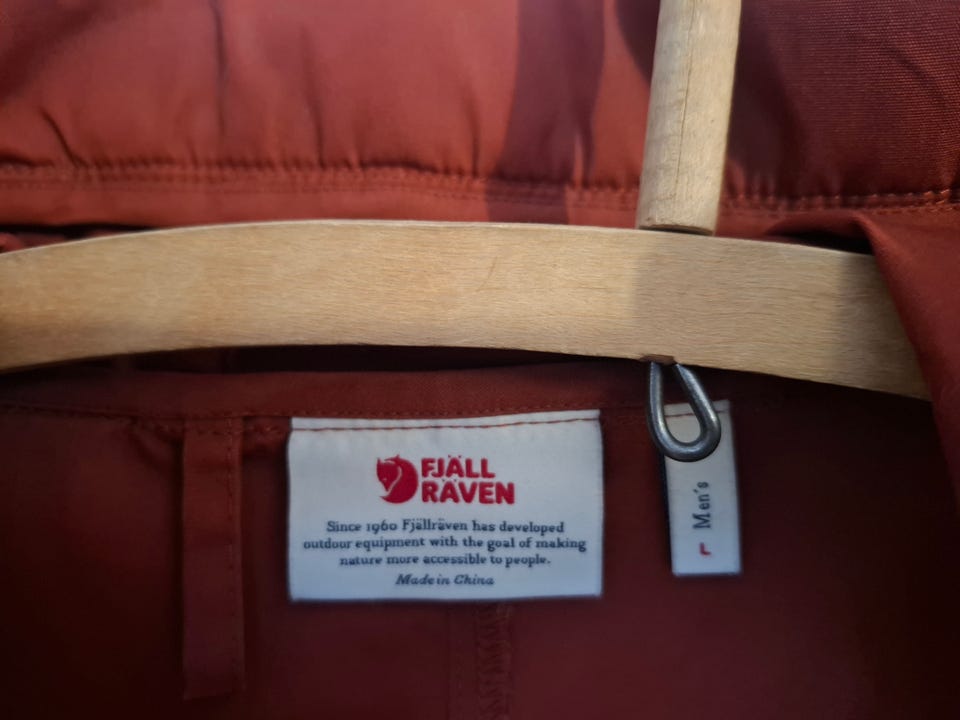 FJÄLL
RÄVEN
Since 1960 Fjällräven has developed
outdoor equipment with the goal of making
nature more accessible to people.
Made in China
Men's
L